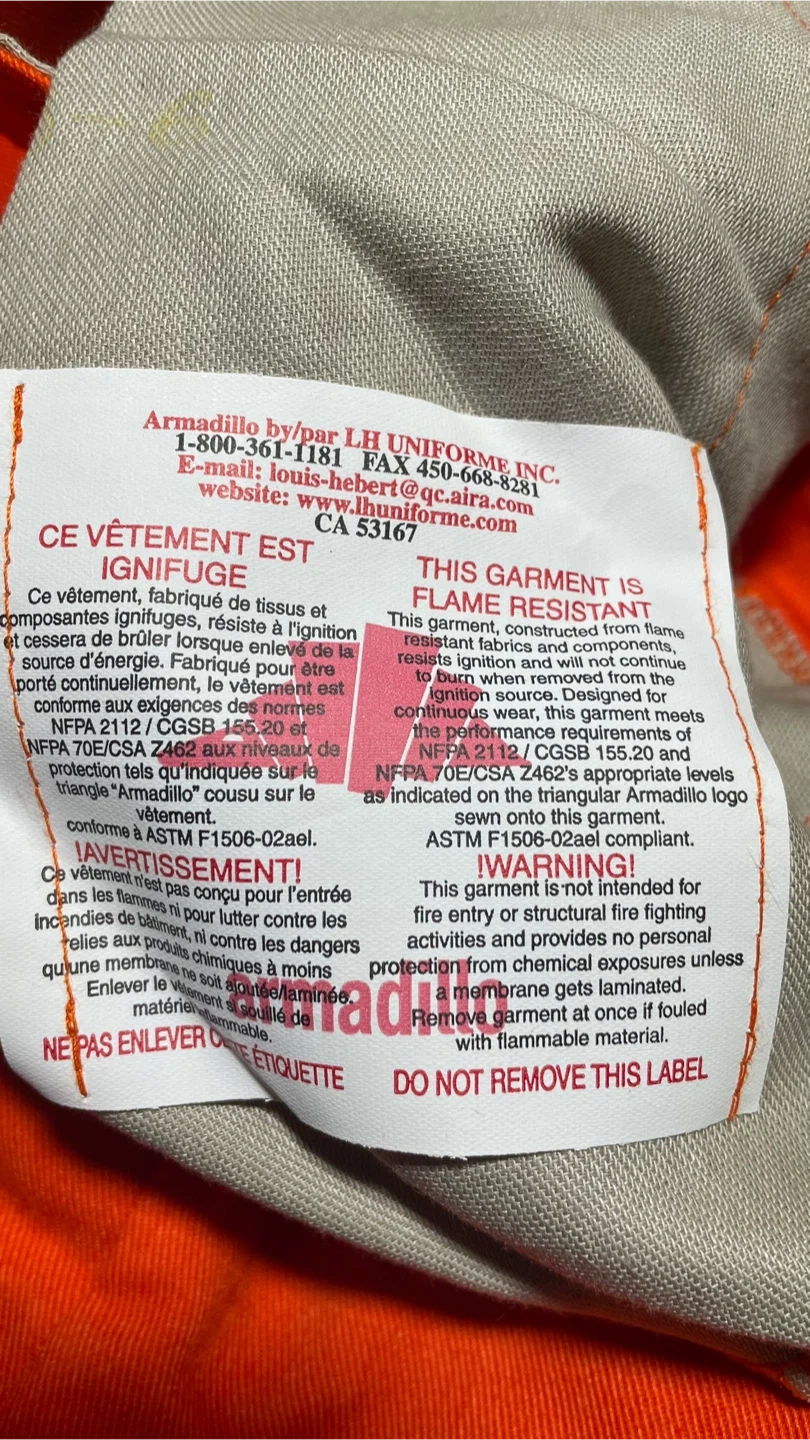 Armadillo by/par LH UNIFORME INC.
1-800-361-1181 FAX 450-668-8281
E-mail: louis-hebert@qc.aira.com
website: www.lhuniforme.com
CA 53167
CE VÊTEMENT EST
IGNIFUGE
Ce vêtement, fabriqué de tissus et
composantes ignifuges, résiste à l'ignition
et cessera de brûler lorsque enlevé de la
source d'énergie. Fabriqué pour être
porté continuellement, le vêtement est
conforme aux exigences des normes
NFPA 2112 / CGSB 155.20 et
NFPA 70E/CSA Z462 aux niveaux de
protection tels qu'indiquée sur le
triangle "Armadillo" cousu sur le
vêtement.
conforme à ASTM F1506-02ael.
!AVERTISSEMENT!
Ce vêtement n'est pas conçu pour l'entrée
dans les flammes ni pour lutter contre les
incendies de bâtiment, ni contre les dangers
relies aux produits chimiques à moins
qu'une membrane ne soit ajoutée/laminée.
Enlever le vêtement si souillé de
matériel flammable.
NE PAS ENLEVER CETTE ÉTIQUETTE
THIS GARMENT IS
FLAME RESISTANT
This garment, constructed from flame
resistant fabrics and components,
resists ignition and will not continue
to burn when removed from the
ignition source. Designed for
continuous wear, this garment meets
the performance requirements of
NFPA 2112 / CGSB 155.20 and
NFPA 70E/CSA Z462's appropriate levels
as indicated on the triangular Armadillo logo
sewn onto this garment.
ASTM F1506-02ael compliant.
!WARNING!
This garment is not intended for
fire entry or structural fire fighting
activities and provides no personal
protection from chemical exposures unless
a membrane gets laminated.
Remove garment at once if fouled
with flammable material.
DO NOT REMOVE THIS LABEL
armadillo